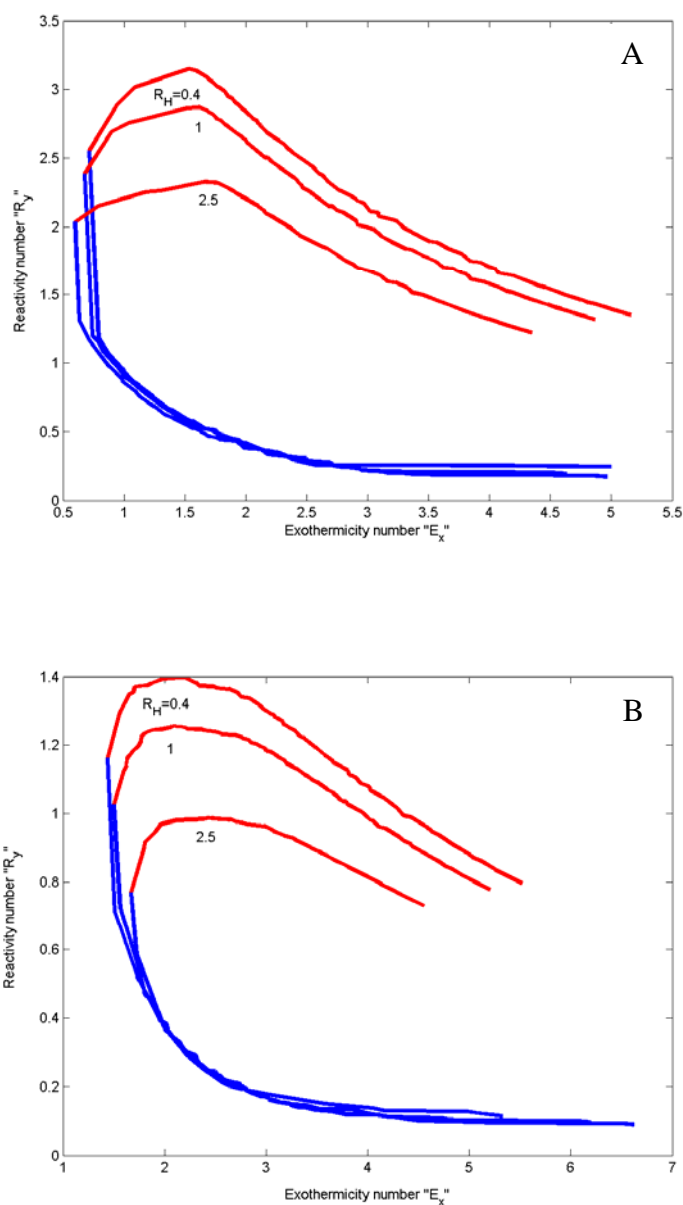 A
3.5
3
2.5
2
1.5
1
0.5
0
R_H=0.4
1
2.5
Reactivity number "R_y"
0.5 1 1.5 2 2.5 3 3.5 4 4.5 5 5.5
Exothermicity number "E_x"
B
1.4
1.2
1
0.8
0.6
0.4
0.2
0
R_H=0.4
1
2.5
Reactivity number "R_y"
1 2 3 4 5 6 7
Exothermicity number "E_x"